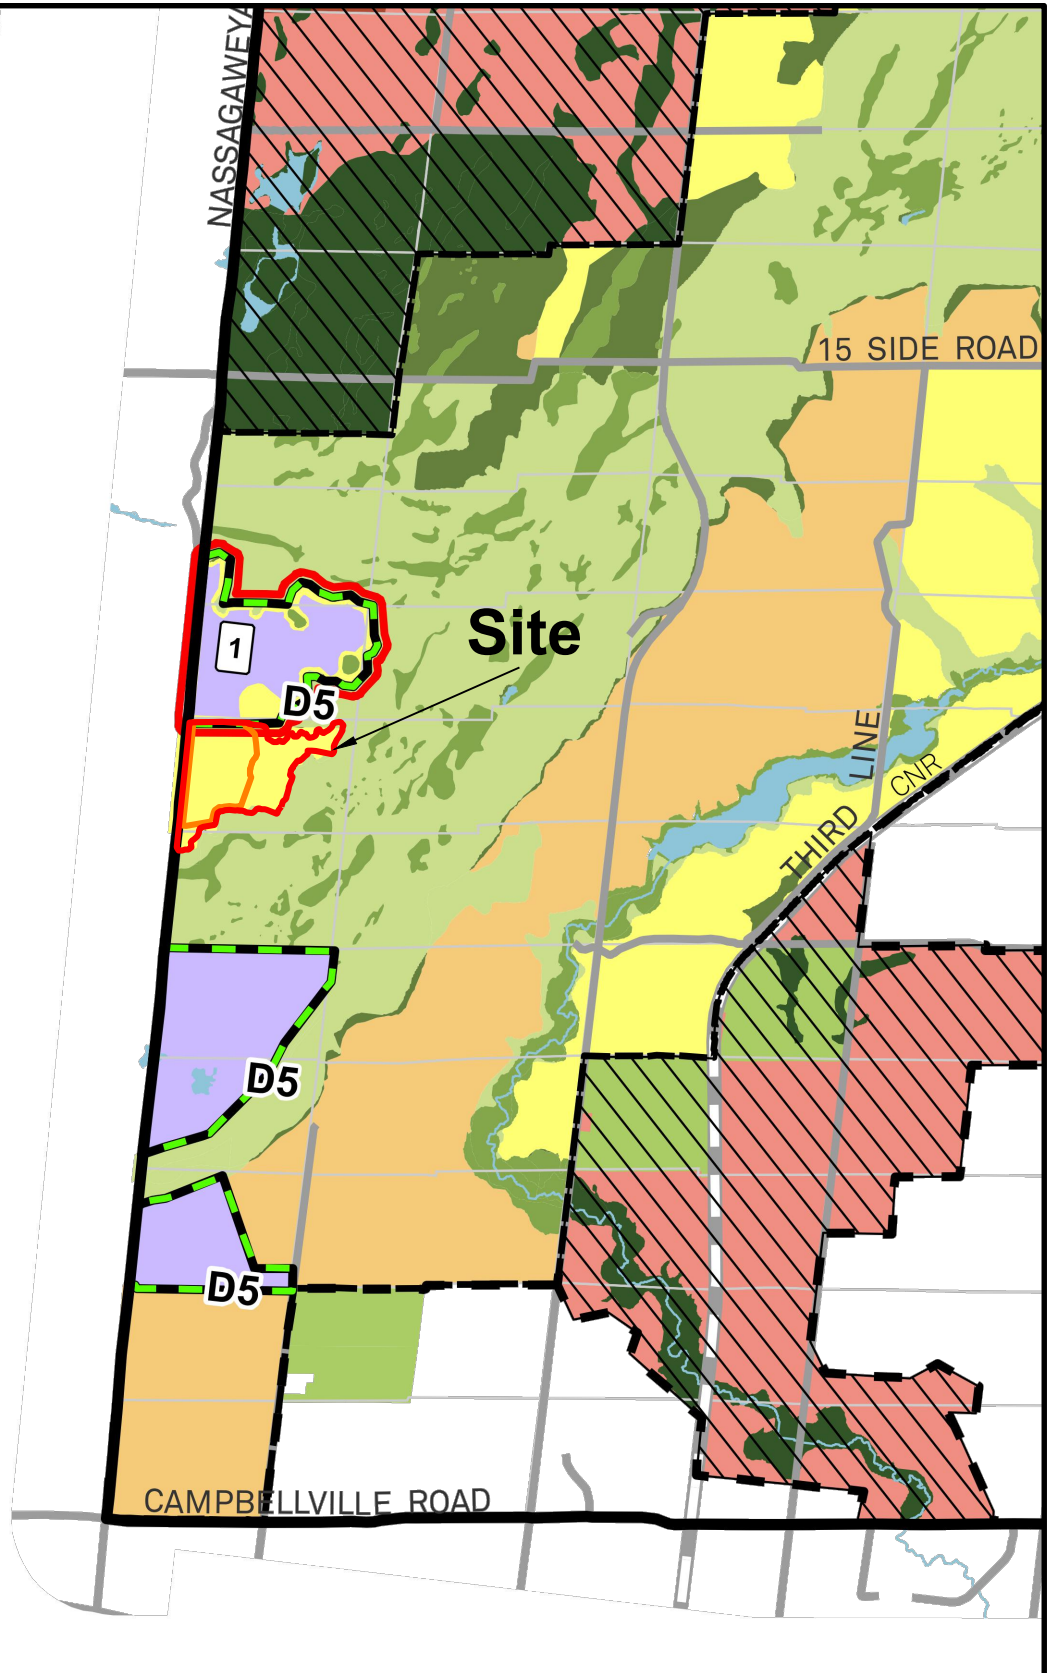 NASSAGAWEYA
15 SIDE ROAD
Site
1
D5
LINE
CNR
THIRD
D5
D5
CAMPBELLVILLE ROAD